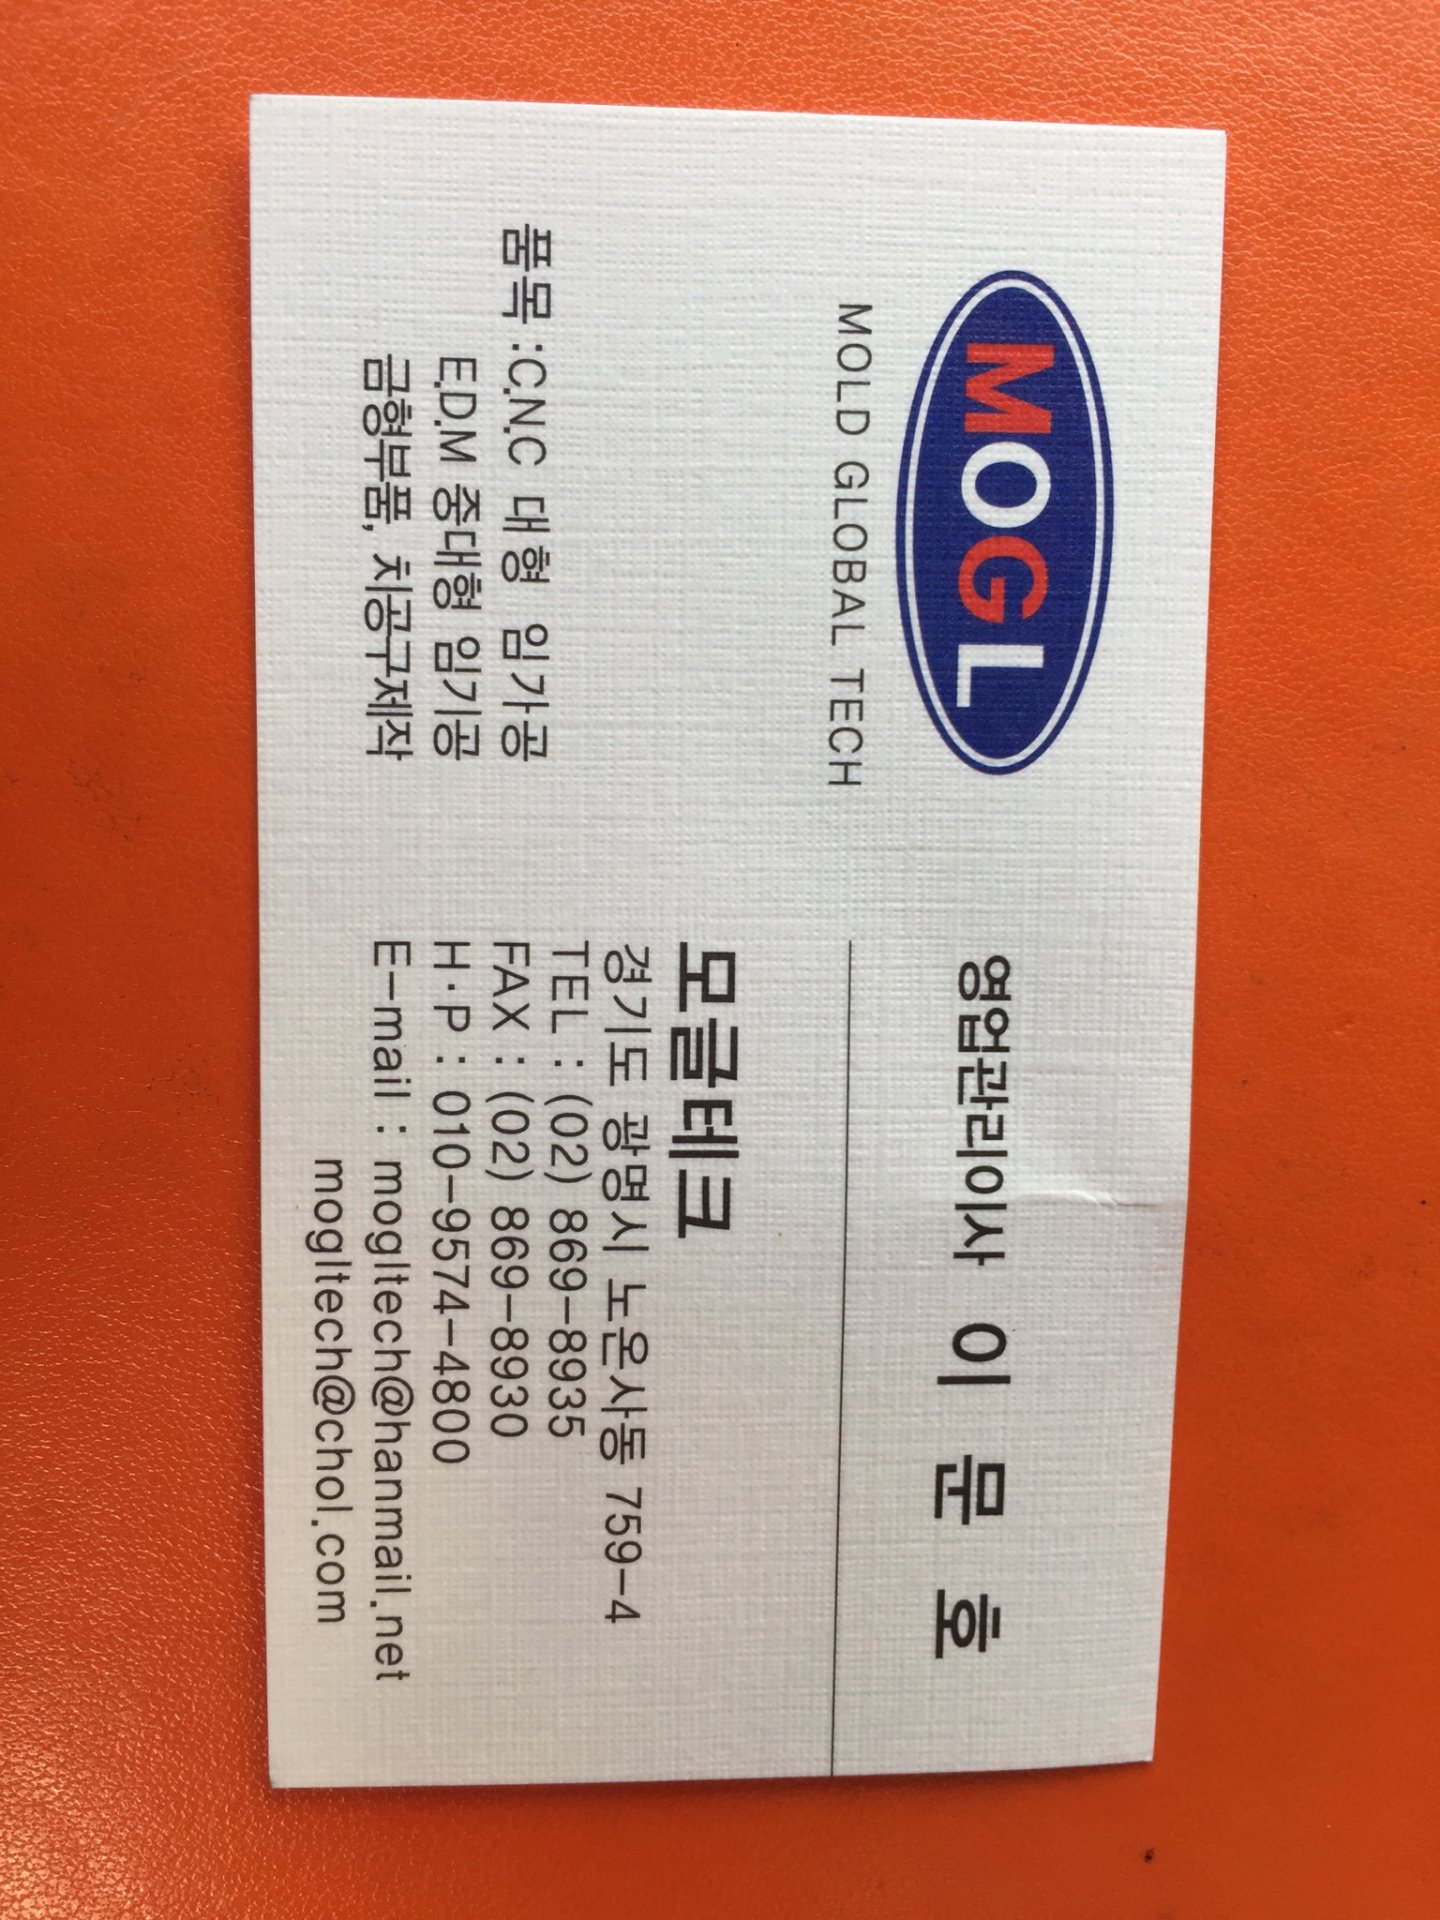 MOGL
MOLD GLOBAL TECH
영업관리이사 이 문 호
품목 :C.N.C 대형 임가공
E.D.M 중대형 임기공
금형부품, 치공구제작
모글테크
경기도 광명시 노온사동 759-4
TEL : (02) 869-8935
FAX : (02) 869-8930
H·P : 010-9574-4800
E-mail : mogltech@hanmail.net
mogltech@chol.com